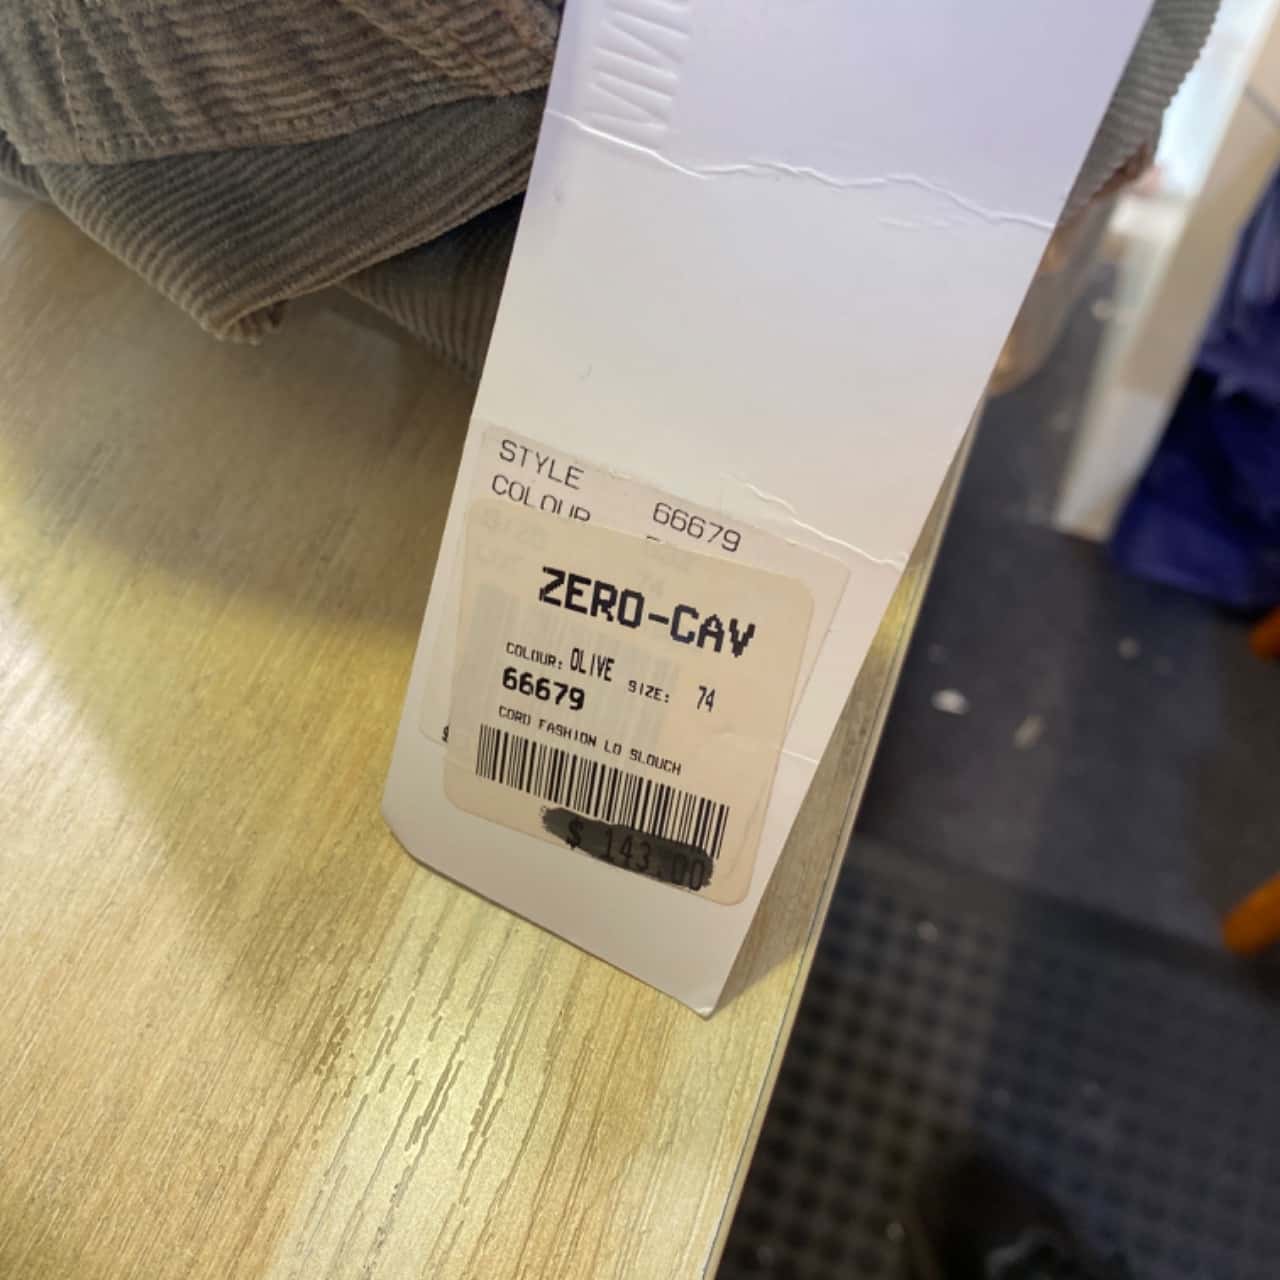 STYLE
COLOUR 66679
ZERO-CAV
COLOUR: OLIVE SIZE: 74
66679
CORD FASHION LO SLOUCH
$ 143.00